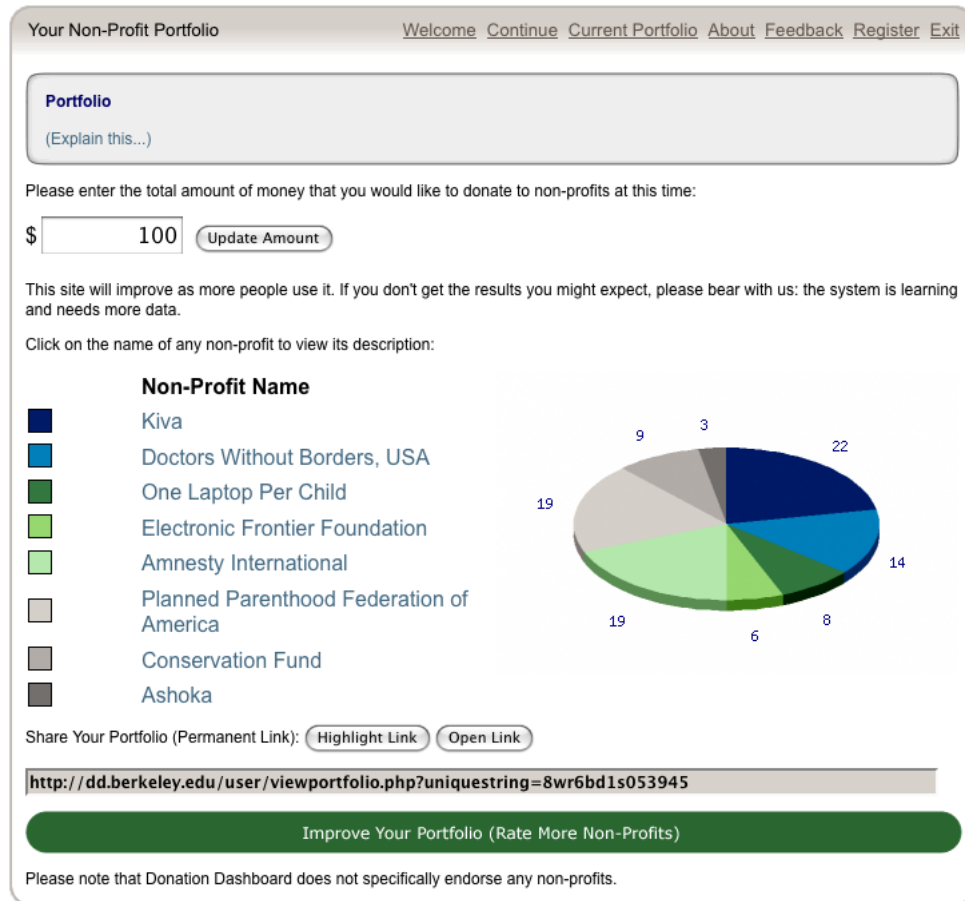 Your Non-Profit Portfolio
Welcome Continue Current Portfolio About Feedback Register Exit
Portfolio
(Explain this...)
Please enter the total amount of money that you would like to donate to non-profits at this time:
$ 100 Update Amount
This site will improve as more people use it. If you don't get the results you might expect, please bear with us: the system is learning
and needs more data.
Click on the name of any non-profit to view its description:
Non-Profit Name
Kiva
Doctors Without Borders, USA
One Laptop Per Child
Electronic Frontier Foundation
Amnesty International
Planned Parenthood Federation of
America
Conservation Fund
Ashoka
3
9
22
19
14
19
8
6
Share Your Portfolio (Permanent Link): Highlight Link Open Link
http://dd.berkeley.edu/user/viewportfolio.php?uniquestring=8wr6bd1s053945
Improve Your Portfolio (Rate More Non-Profits)
Please note that Donation Dashboard does not specifically endorse any non-profits.